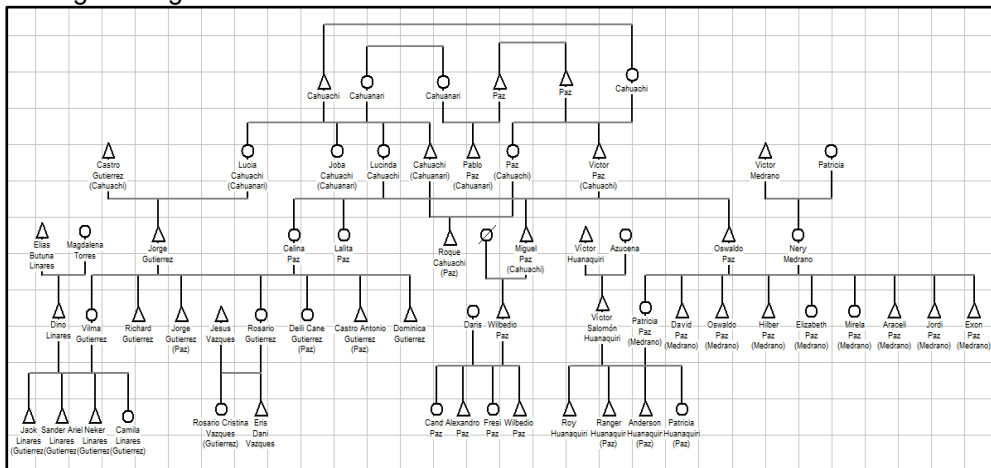 Cahuachi
Cahuanari
Cahuanari
Paz
Paz
Cahuachi
Castro
Gutierrez
(Cahuachi)
Lucia
Cahuachi
(Cahuanari)
Joba
Cahuachi
(Cahuanari)
Lucinda
Cahuachi
Cahuachi
(Cahuanari)
Pablo
Paz
(Cahuanari)
Paz
(Cahuachi)
Victor
Paz
(Cahuachi)
Victor
Medrano
Patricia
Elias
Butuna
Linares
Magdalena
Torres
Jorge
Gutierrez
Celina
Paz
Lalita
Paz
Roque
Cahuachi
(Paz)
Miguel
Paz
(Cahuachi)
Víctor
Huanaquiri
Azucena
Oswaldo
Paz
Nery
Medrano
Dino
Linares
Vilma
Gutierrez
Richard
Gutierrez
Jorge
Gutierrez
(Paz)
Jesus
Vazques
Rosario
Gutierrez
Deili Cane
Gutierrez
(Paz)
Castro Antonio
Gutierrez
(Paz)
Dominica
Gutierrez
Daris
Wilbedio
Paz
Víctor
Salomón
Huanaquiri
Patricia
Paz
(Medrano)
David
Paz
(Medrano)
Oswaldo
Paz
(Medrano)
Hilber
Paz
(Medrano)
Elizabeth
Paz
(Medrano)
Mirela
Paz
(Medrano)
Araceli
Paz
(Medrano)
Jordi
Paz
(Medrano)
Exon
Paz
(Medrano)
Jack
Linares
(Gutierrez)
Sander Ariel
Linares
(Gutierrez)
Neker
Linares
(Gutierrez)
Camila
Linares
(Gutierrez)
Rosario Cristina
Vazques
(Gutierrez)
Eris
Dani
Vazques
Cand
Paz
Alexandro
Paz
Fresi
Paz
Wilbedio
Paz
Roy
Huanaquiri
Ranger
Huanaquiri
(Paz)
Anderson
Huanaquiri
(Paz)
Patricia
Huanaquiri
(Paz)